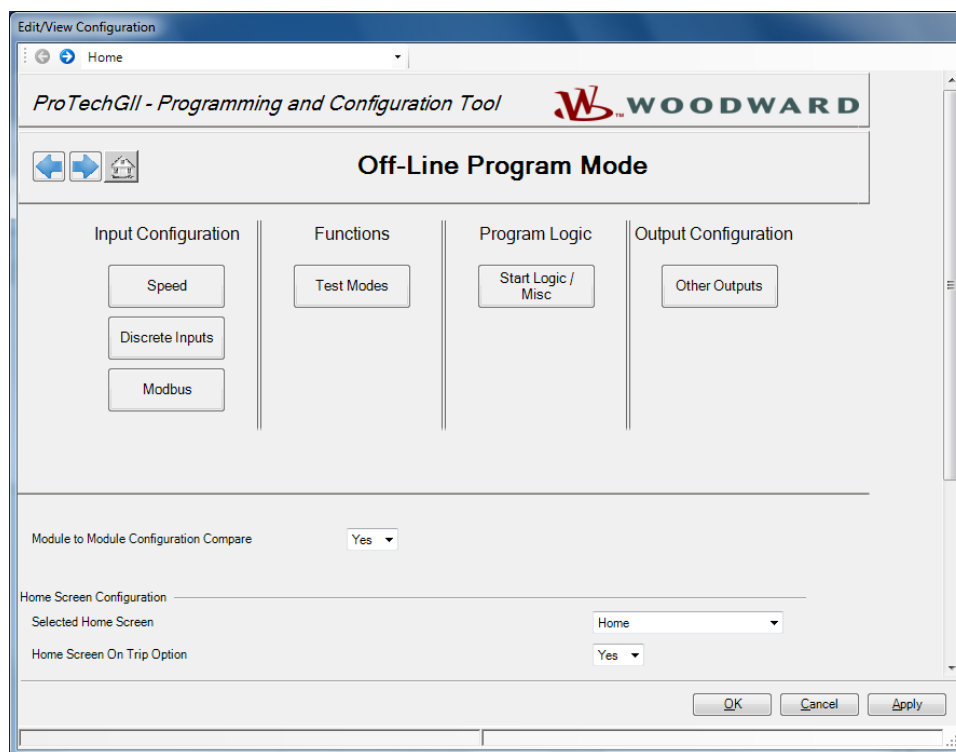 Edit/View Configuration
Home
ProTechGII - Programming and Configuration Tool
WOODWARD
Off-Line Program Mode
Input Configuration
Functions
Program Logic
Output Configuration
Speed
Test Modes
Start Logic /
Misc
Other Outputs
Discrete Inputs
Modbus
Module to Module Configuration Compare
Yes
Home Screen Configuration
Selected Home Screen
Home
Home Screen On Trip Option
Yes
OK
Cancel
Apply